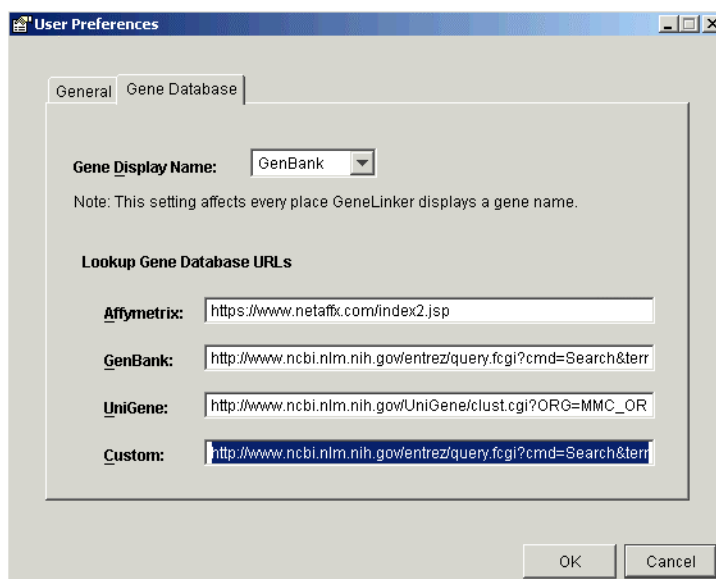 User Preferences
General Gene Database
Gene Display Name: GenBank
Note: This setting affects every place GeneLinker displays a gene name.
Lookup Gene Database URLs
Affymetrix: https://www.netaffx.com/index2.jsp
GenBank: http://www.ncbi.nlm.nih.gov/entrez/query.fcgi?cmd=Search&terr
UniGene: http://www.ncbi.nlm.nih.gov/UniGene/clust.cgi?ORG=MMC_OR
Custom: http://www.ncbi.nlm.nih.gov/entrez/query.fcgi?cmd=Search&terr
OK Cancel